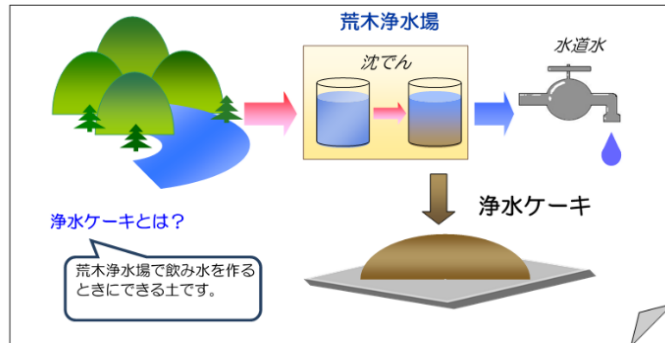 荒木浄水場
沈でん
水道水
浄水ケーキ
浄水ケーキとは？
荒木浄水場で飲み水を作る
ときにできる土です。